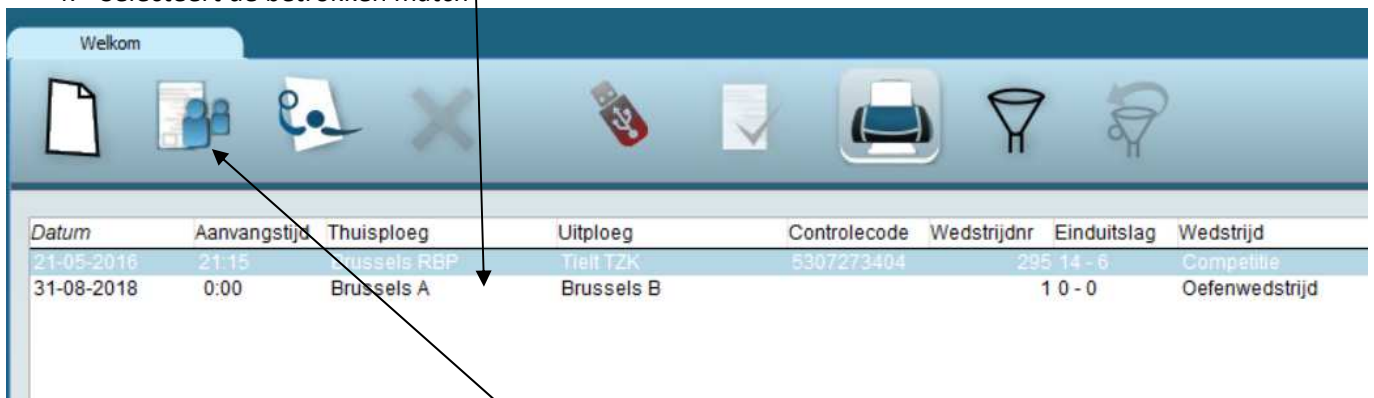 Welkom
Datum Aanvangstijd Thuisploeg Uitploeg Controlecode Wedstrijdnr Einduitslag Wedstrijd
21-05-2016 21:15 Brussels RBP Tielt TZK 5307273404 295 14 - 6 Competitie
31-08-2018 0:00 Brussels A Brussels B 1 0 - 0 Oefenwedstrijd